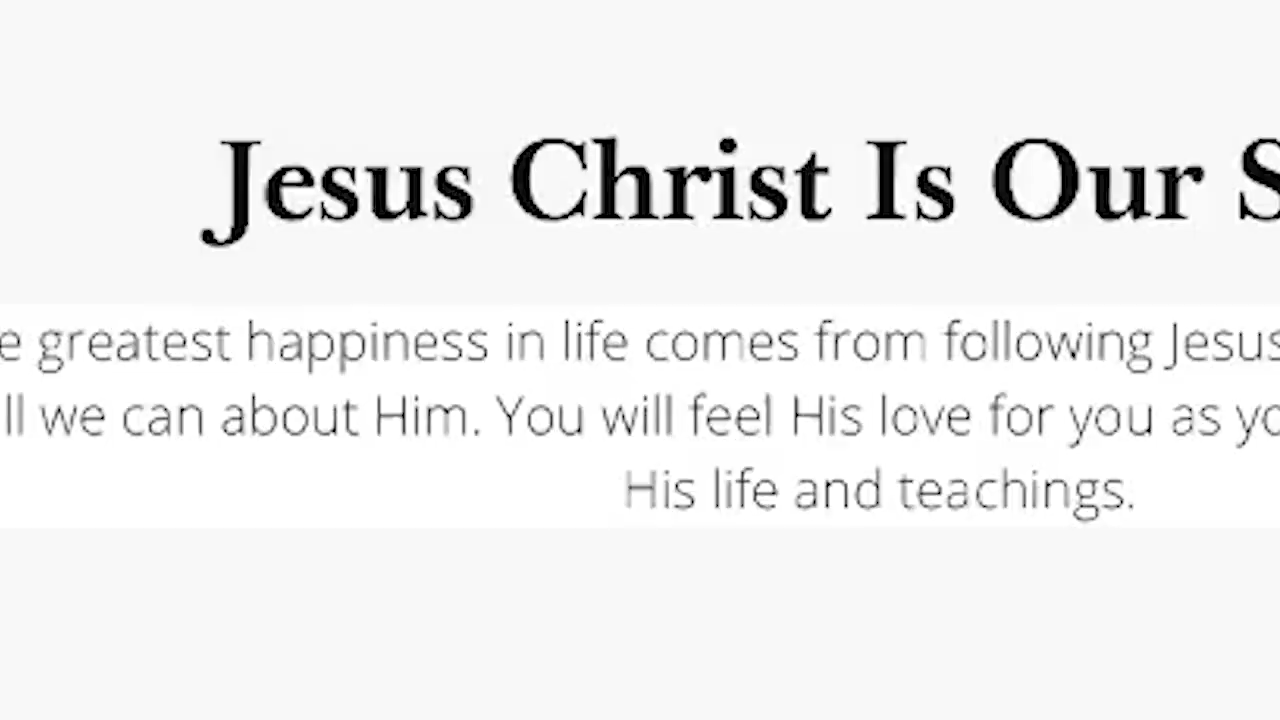 Jesus Christ Is Our S
e greatest happiness in life comes from following Jesus
ll we can about Him. You will feel His love for you as yo
His life and teachings.